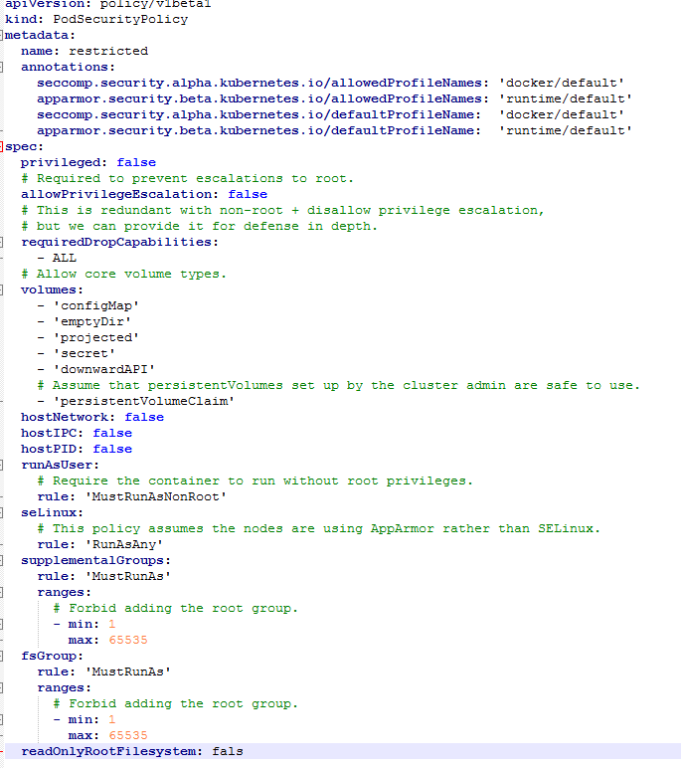 apiVersion: policy/v1beta1
kind: PodSecurityPolicy
metadata:
  name: restricted
  annotations:
    seccomp.security.alpha.kubernetes.io/allowedProfileNames: 'docker/default'
    apparmor.security.beta.kubernetes.io/allowedProfileNames: 'runtime/default'
    seccomp.security.alpha.kubernetes.io/defaultProfileName:  'docker/default'
    apparmor.security.beta.kubernetes.io/defaultProfileName:  'runtime/default'
spec:
  privileged: false
  # Required to prevent escalations to root.
  allowPrivilegeEscalation: false
  # This is redundant with non-root + disallow privilege escalation,
  # but we can provide it for defense in depth.
  requiredDropCapabilities:
    - ALL
  # Allow core volume types.
  volumes:
    - 'configMap'
    - 'emptyDir'
    - 'projected'
    - 'secret'
    - 'downwardAPI'
    # Assume that persistentVolumes set up by the cluster admin are safe to use.
    - 'persistentVolumeClaim'
  hostNetwork: false
  hostIPC: false
  hostPID: false
  runAsUser:
    # Require the container to run without root privileges.
    rule: 'MustRunAsNonRoot'
  seLinux:
    # This policy assumes the nodes are using AppArmor rather than SELinux.
    rule: 'RunAsAny'
  supplementalGroups:
    rule: 'MustRunAs'
    ranges:
      # Forbid adding the root group.
      - min: 1
        max: 65535
  fsGroup:
    rule: 'MustRunAs'
    ranges:
      # Forbid adding the root group.
      - min: 1
        max: 65535
  readOnlyRootFilesystem: fals